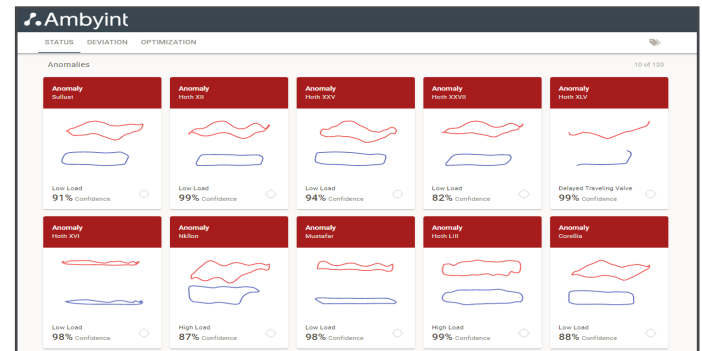 Ambyint
STATUS DEVIATION OPTIMIZATION
Anomalies 10 of 120
Anomaly Anomaly Anomaly Anomaly Anomaly
Sullust Hoth XII Hoth XXV Hoth XXVII Hoth XLV
Low Load Low Load Low Load Low Load Delayed Traveling Valve
91% Confidence 99% Confidence 94% Confidence 82% Confidence 99% Confidence
Anomaly Anomaly Anomaly Anomaly Anomaly
Hoth XVI Nkllon Mustafar Hoth LIII Corellia
Low Load High Load Low Load High Load Low Load
98% Confidence 87% Confidence 98% Confidence 99% Confidence 88% Confidence